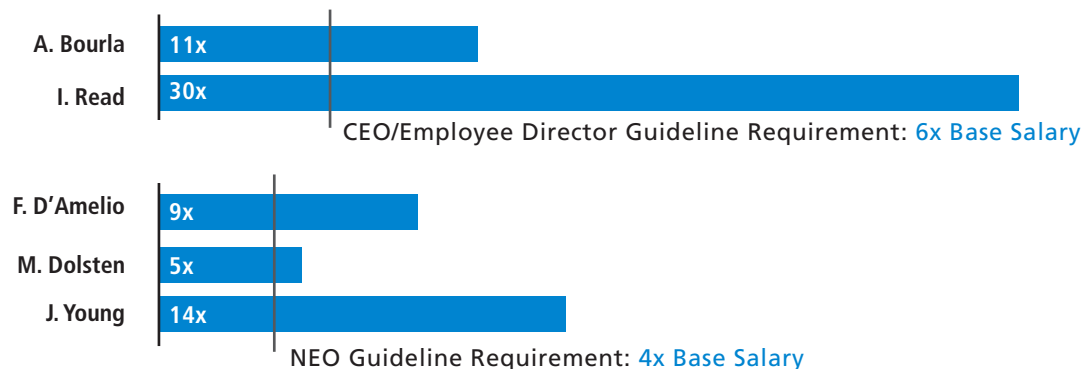 A. Bourla 11x
I. Read 30x
CEO/Employee Director Guideline Requirement: 6x Base Salary
F. D’Amelio 9x
M. Dolsten 5x
J. Young 14x
NEO Guideline Requirement: 4x Base Salary